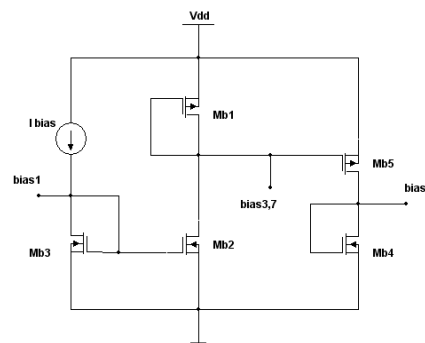 Vdd
Mb1
I bias
bias1
Mb5
bias3,7
bias
Mb3
Mb2
Mb4